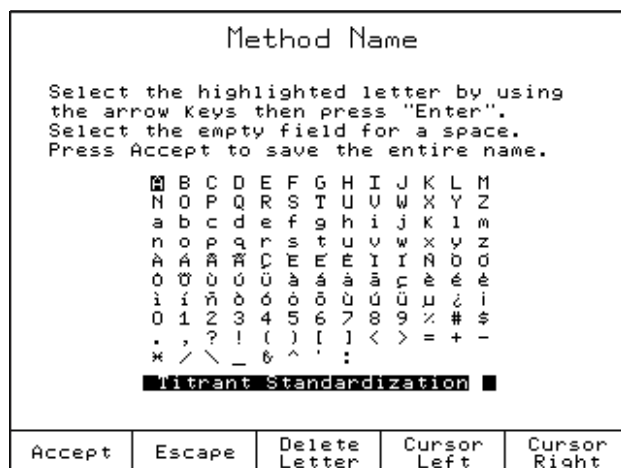 Method Name
Select the highlighted letter by using
the arrow Keys then press "Enter".
Select the empty field for a space.
Press Accept to save the entire name.
A B C D E F G H I J K L M
N O P Q R S T U V W X Y Z
a b c d e f g h i j k l m
n o p q r s t u v w x y z
0 1 2 3 4 5 6 7 8 9 % # $
. , ? ! ( ) [ ] < > = + -
* / \ _ & ^ ' :
Titrant Standardization
Accept Escape Delete Letter Cursor Left Cursor Right